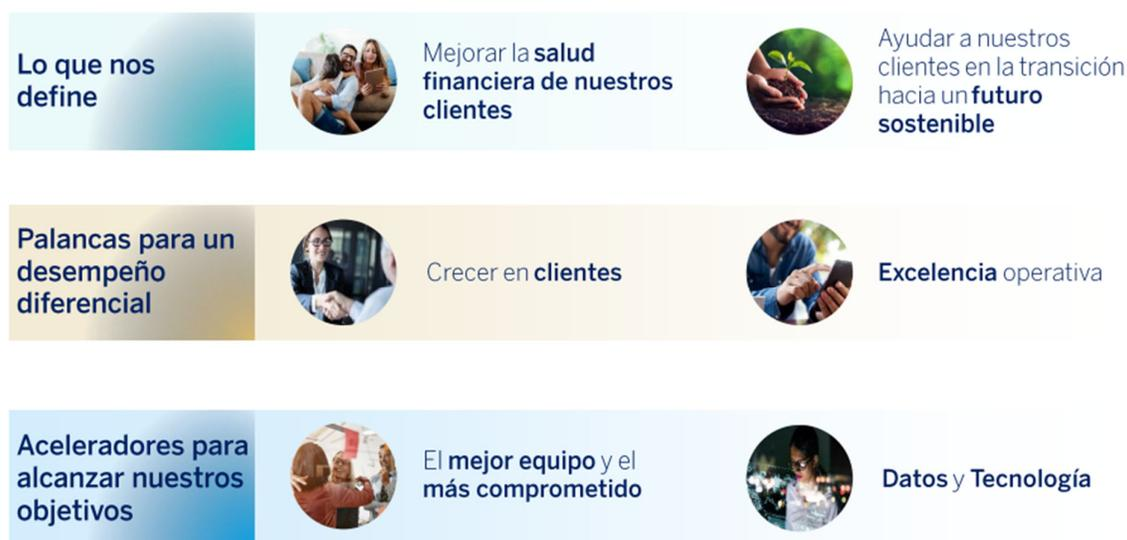 Lo que nos
define
Mejorar la salud
financiera de nuestros
clientes
Ayudar a nuestros
clientes en la transición
hacia un futuro
sostenible
Palancas para un
desempeño
diferencial
Crecer en clientes
Excelencia operativa
Aceleradores para
alcanzar nuestros
objetivos
El mejor equipo y el
más comprometido
Datos y Tecnología